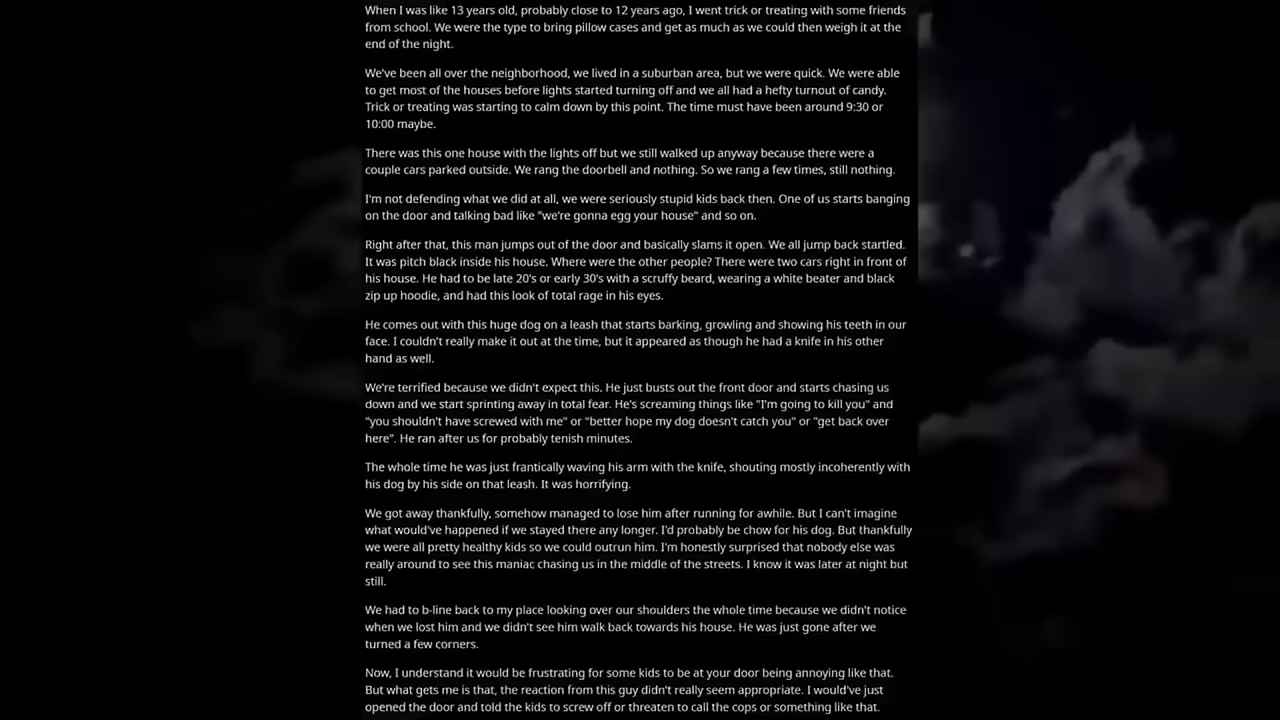 When I was like 13 years old, probably close to 12 years ago, I went trick or treating with some friends
from school. We were the type to bring pillow cases and get as much as we could then weigh it at the
end of the night.
We've been all over the neighborhood, we lived in a suburban area, but we were quick. We were able
to get most of the houses before lights started turning off and we all had a hefty turnout of candy.
Trick or treating was starting to calm down by this point. The time must have been around 9:30 or
10:00 maybe.
There was this one house with the lights off but we still walked up anyway because there were a
couple cars parked outside. We rang the doorbell and nothing. So we rang a few times, still nothing.
I'm not defending what we did at all, we were seriously stupid kids back then. One of us starts banging
on the door and talking bad like "we're gonna egg your house" and so on.
Right after that, this man jumps out of the door and basically slams it open. We all jump back startled.
It was pitch black inside his house. Where were the other people? There were two cars right in front of
his house. He had to be late 20's or early 30's with a scruffy beard, wearing a white beater and black
zip up hoodie, and had this look of total rage in his eyes.
He comes out with this huge dog on a leash that starts barking, growling and showing his teeth in our
face. I couldn't really make it out at the time, but it appeared as though he had a knife in his other
hand as well.
We're terrified because we didn't expect this. He just busts out the front door and starts chasing us
down and we start sprinting away in total fear. He's screaming things like "I'm going to kill you" and
"you shouldn't have screwed with me" or "better hope my dog doesn't catch you" or "get back over
here". He ran after us for probably tenish minutes.
The whole time he was just frantically waving his arm with the knife, shouting mostly incoherently with
his dog by his side on that leash. It was horrifying.
We got away thankfully, somehow managed to lose him after running for awhile. But I can't imagine
what would've happened if we stayed there any longer. I'd probably be chow for his dog. But thankfully
we were all pretty healthy kids so we could outrun him. I'm honestly surprised that nobody else was
really around to see this maniac chasing us in the middle of the streets. I know it was later at night but
still.
We had to b-line back to my place looking over our shoulders the whole time because we didn't notice
when we lost him and we didn't see him walk back towards his house. He was just gone after we
turned a few corners.
Now, I understand it would be frustrating for some kids to be at your door being annoying like that.
But what gets me is that, the reaction from this guy didn't really seem appropriate. I would've just
opened the door and told the kids to screw off or threaten to call the cops or something like that.